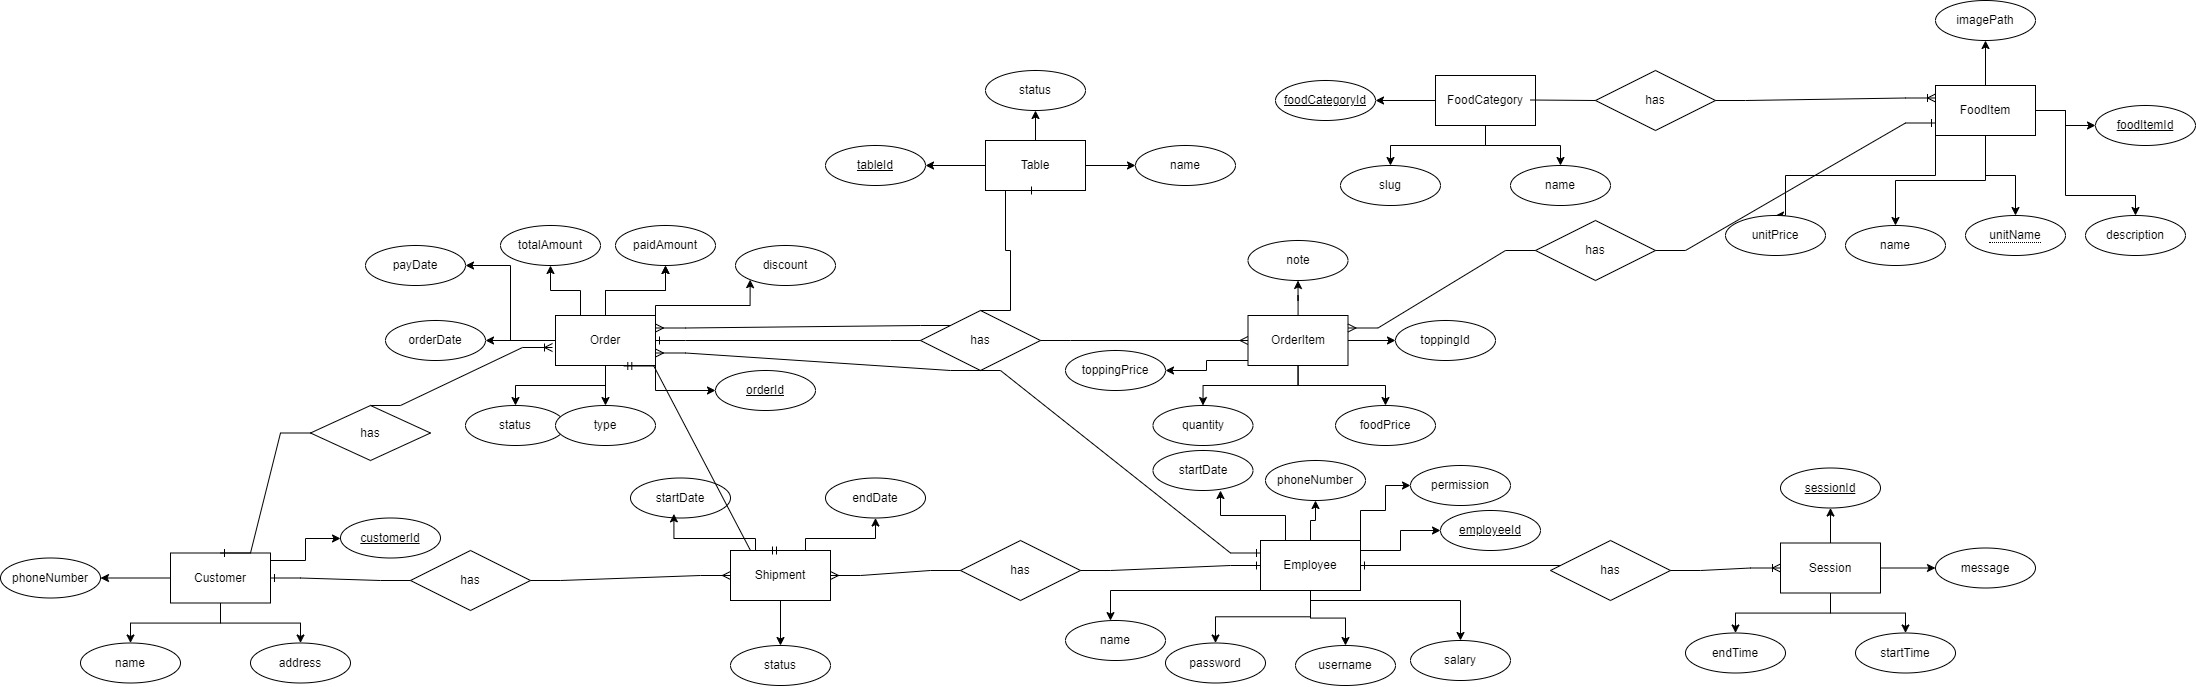 imagePath
status
foodCategoryId
FoodCategory
has
FoodItem
foodItemId
tableId
Table
name
slug
name
unitPrice
name
unitName
description
payDate
totalAmount
paidAmount
discount
note
has
orderDate
Order
has
OrderItem
toppingId
toppingPrice
orderId
status
type
quantity
foodPrice
has
startDate
phoneNumber
permission
sessionId
startDate
endDate
employeeId
customerId
phoneNumber
Customer
has
Shipment
has
Employee
has
Session
message
name
address
status
name
password
username
salary
endTime
startTime